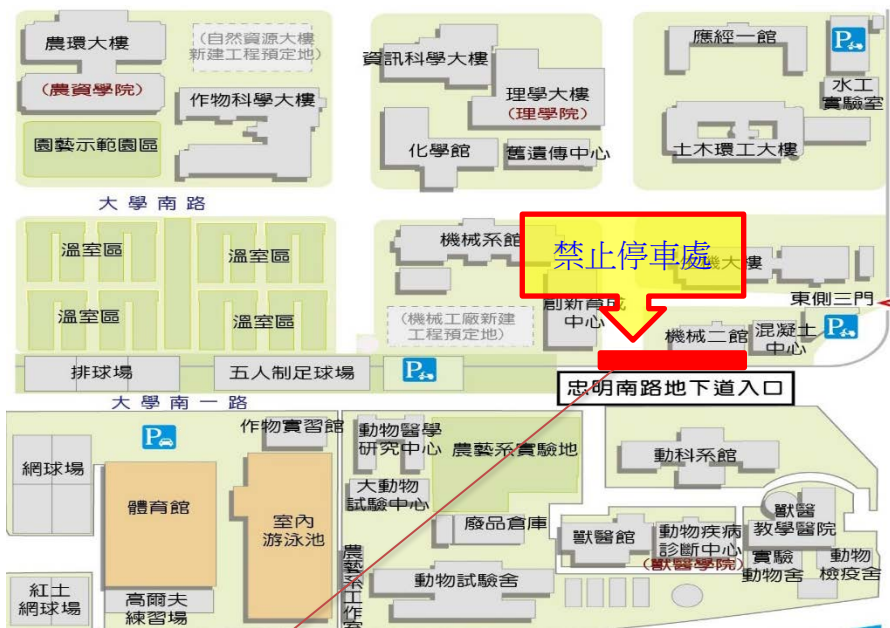 農環大樓
(農資學院)
(自然資源大樓
新建工程預定地)
作物科學大樓
園藝示範園區
資訊科學大樓
理學大樓
(理學院)
化學館
舊遺傳中心
應經一館
P
水工
實驗室
土木環工大樓
大學南路
溫室區
溫室區
溫室區
溫室區
機械系館
禁止停車處
機大樓
創新育成
中心
(機械工廠新建
工程預定地)
東側三門
機械二館
混凝土
中心
P
排球場
五人制足球場
P
忠明南路地下道入口
大學南一路
P
作物實習館
動物醫學
研究中心
農藝系實驗地
動科系館
網球場
體育館
室內
游泳池
大動物
試驗中心
廢品倉庫
獸醫館
動物疾病
診斷中心
(獸醫學院)
獸醫
教學醫院
實驗
動物舍
動物
檢疫舍
紅土
網球場
高爾夫
練習場
農藝系工作室
動物試驗舍